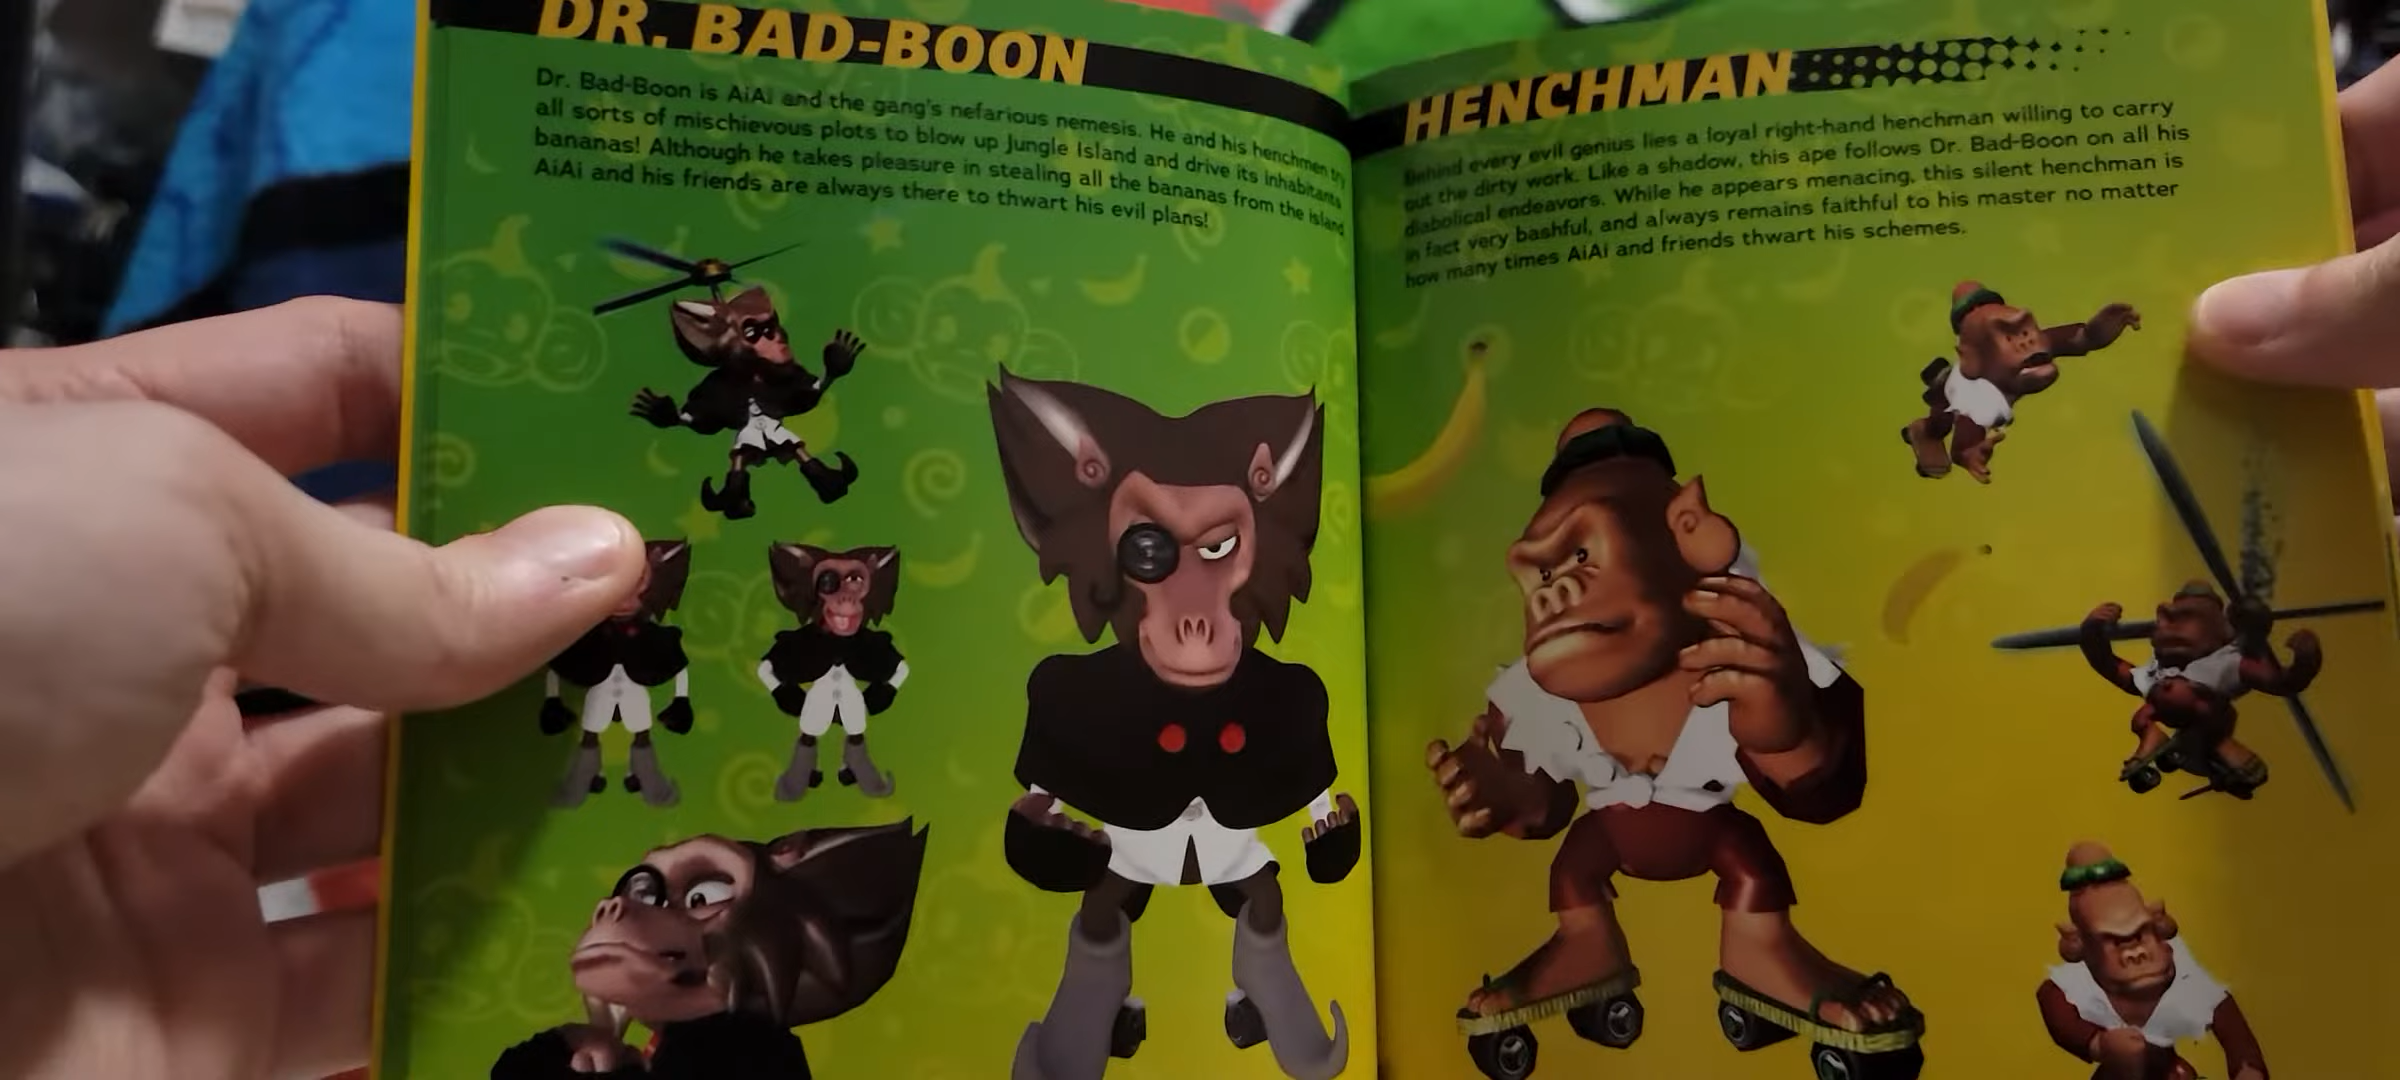 DR. BAD-BOON
Dr. Bad-Boon is AiAi and the gang's nefarious nemesis. He and his henchmen try
all sorts of mischievous plots to blow up Jungle Island and drive its inhabitants
bananas! Although he takes pleasure in stealing all the bananas from the island
AiAi and his friends are always there to thwart his evil plans!
HENCHMAN
Behind every evil genius lies a loyal right-hand henchman willing to carry
out the dirty work. Like a shadow, this ape follows Dr. Bad-Boon on all his
diabolical endeavors. While he appears menacing, this silent henchman is
in fact very bashful, and always remains faithful to his master no matter
how many times AiAi and friends thwart his schemes.